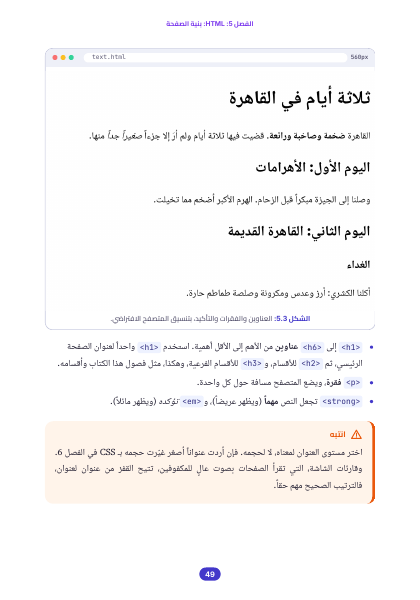 الفصل 5: HTML: بنية الصفحة
text.html
560px
ثلاثة أيام في القاهرة
القاهرة ضخمة وصاخبة ورائعة. قضيت فيها ثلاثة أيام ولم أرَ إلا جزءاً صغيراً جداً منها.
اليوم الأول: الأهرامات
وصلنا إلى الجيزة مبكراً قبل الزحام. الهرم الأكبر أضخم مما تخيلت.
اليوم الثاني: القاهرة القديمة
الغداء
أكلنا الكشري: أرز وعدس ومكرونة وصلصة طماطم حارة.
الشكل 5.3: العناوين والفقرات والتأكيد، بتنسيق المتصفح الافتراضي.
• <h1> إلى <h6> عناوين من الأهم إلى الأقل أهمية. استخدم <h1> واحداً لعنوان الصفحة
الرئيسي، ثم <h2> للأقسام، و <h3> للأقسام الفرعية، وهكذا، مثل فصول هذا الكتاب وأقسامه.
• <p> فقرة، ويضع المتصفح مسافة حول كل واحدة.
• <strong> تجعل النص مهماً (ويظهر عريضاً)، و <em> تؤكده (ويظهر مائلاً).
انتبه
اختر مستوى العنوان لمعناه، لا لحجمه. فإن أردت عنواناً أصغر غيّرت حجمه بـ CSS في الفصل 6.
وقارئات الشاشة، التي تقرأ الصفحات بصوت عالٍ للمكفوفين، تتيح القفز من عنوان لعنوان،
فالترتيب الصحيح مهم حقاً.
49